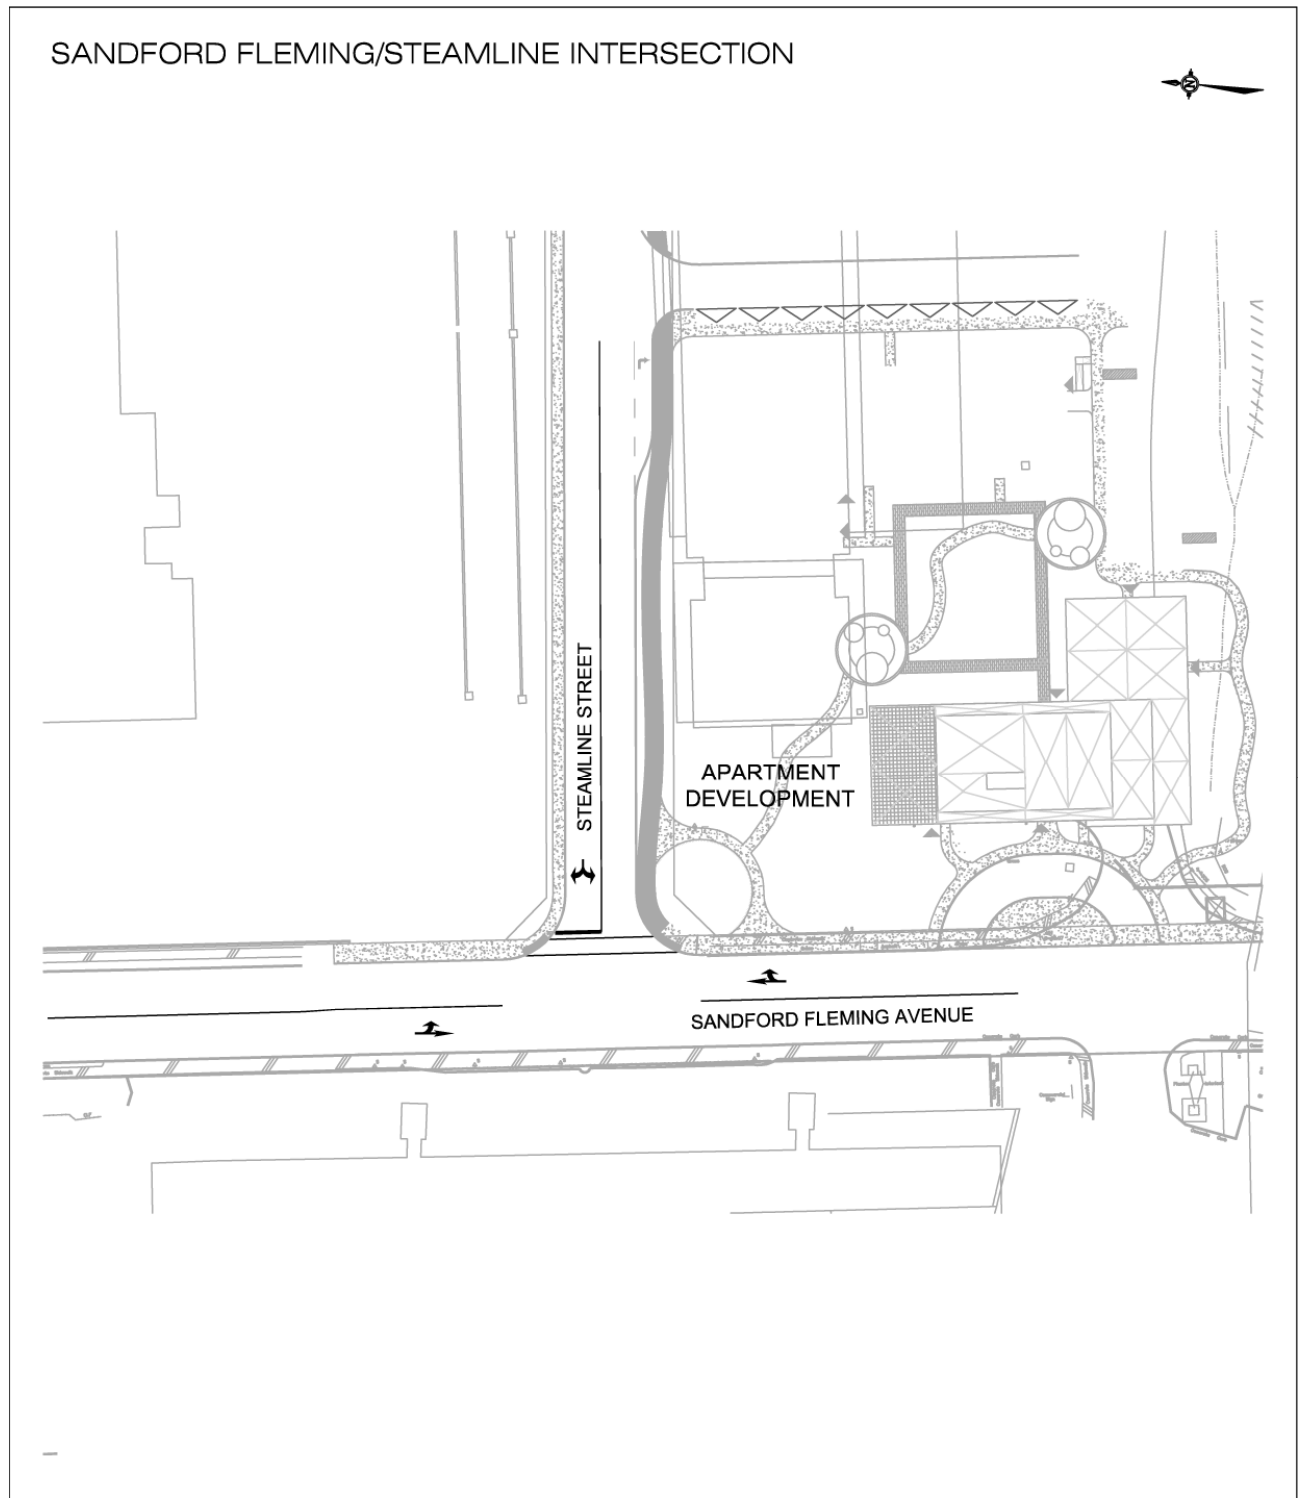 SANDFORD FLEMING/STEAMLINE INTERSECTION
N
STEAMLINE STREET
APARTMENT
DEVELOPMENT
SANDFORD FLEMING AVENUE